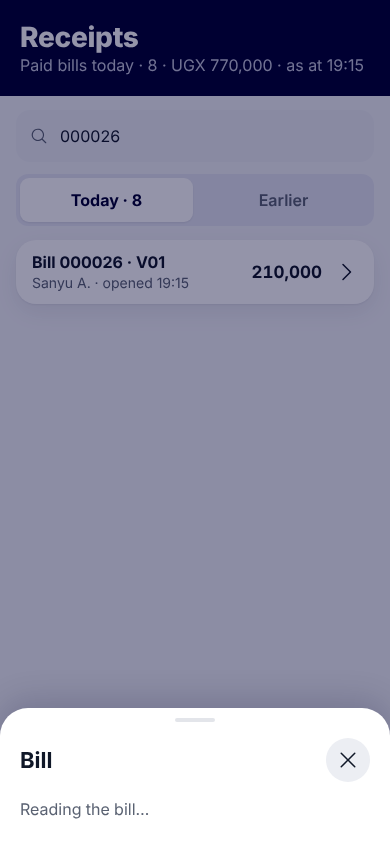 Receipts
Paid bills today · 8 · UGX 770,000 · as at 19:15
000026
Today · 8
Earlier
Bill 000026 · V01
210,000
Sanyu A. · opened 19:15
Bill
Reading the bill...